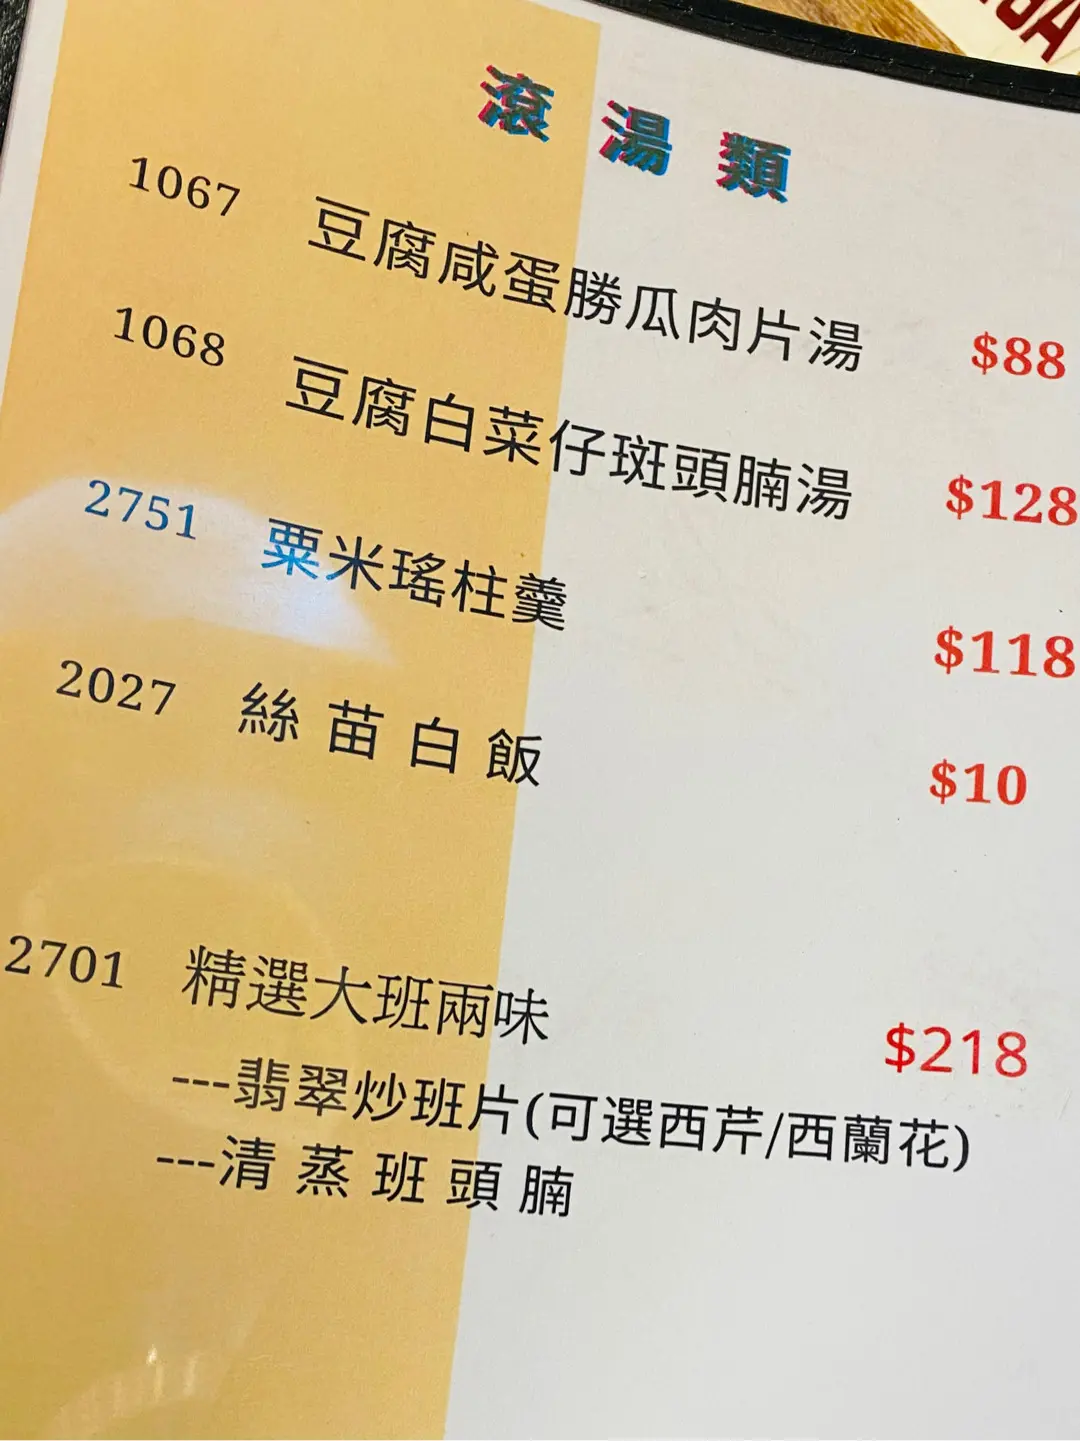 滾湯類
1067 豆腐咸蛋勝瓜肉片湯 $88
1068 豆腐白菜仔斑頭腩湯 $128
2751 粟米瑤柱羹 $118
2027 絲苗白飯 $10
2701 精選大班兩味 $218
---翡翠炒班片(可選西芹/西蘭花)
---清蒸班頭腩